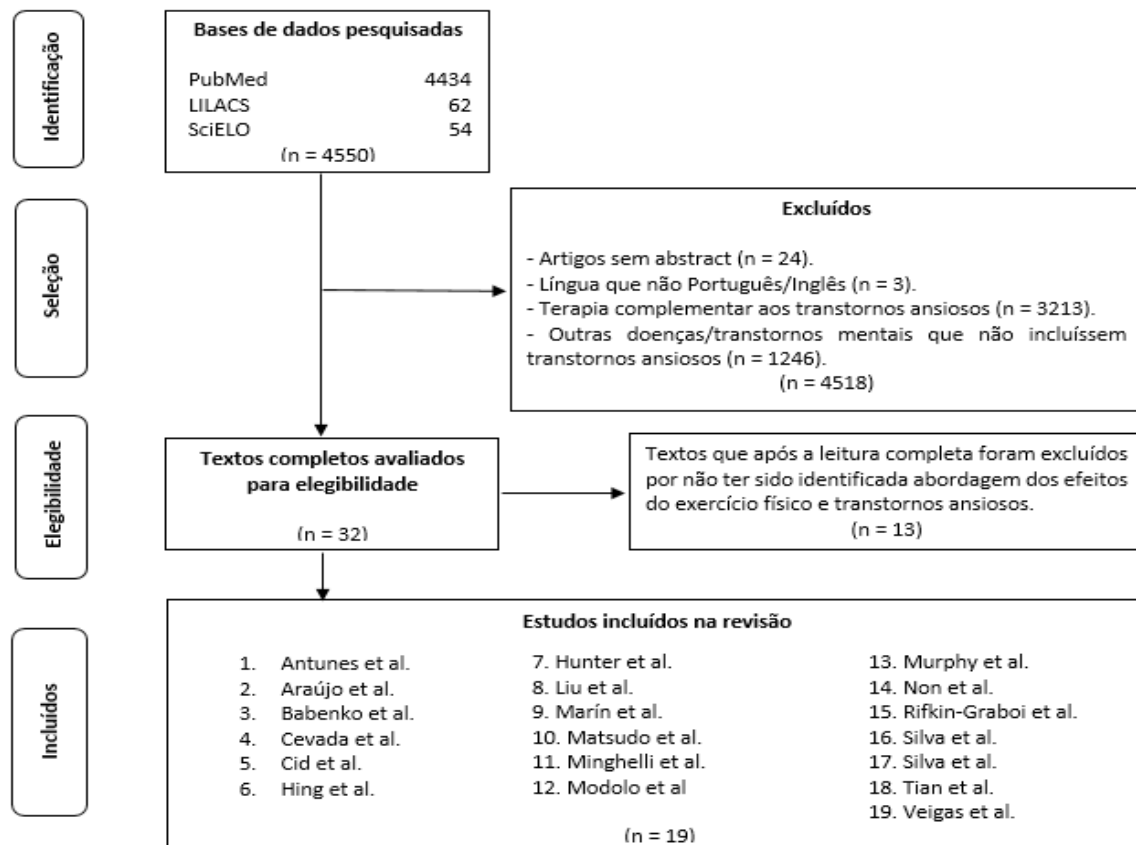 Identificação
Bases de dados pesquisadas
PubMed 4434
LILACS 62
SciELO 54
(n = 4550)
Seleção
Excluídos
- Artigos sem abstract (n = 24).
- Língua que não Português/Inglês (n = 3).
- Terapia complementar aos transtornos ansiosos (n = 3213).
- Outras doenças/transtornos mentais que não incluíssem
transtornos ansiosos (n = 1246).
(n = 4518)
Elegibilidade
Textos completos avaliados
para elegibilidade
(n = 32)
Textos que após a leitura completa foram excluídos
por não ter sido identificada abordagem dos efeitos
do exercício físico e transtornos ansiosos.
(n = 13)
Incluídos
Estudos incluídos na revisão
1. Antunes et al.
2. Araújo et al.
3. Babenko et al.
4. Cevada et al.
5. Cid et al.
6. Hing et al.
7. Hunter et al.
8. Liu et al.
9. Marín et al.
10. Matsudo et al.
11. Minghelli et al.
12. Modolo et al
13. Murphy et al.
14. Non et al.
15. Rifkin-Graboi et al.
16. Silva et al.
17. Silva et al.
18. Tian et al.
19. Veigas et al.
(n = 19)